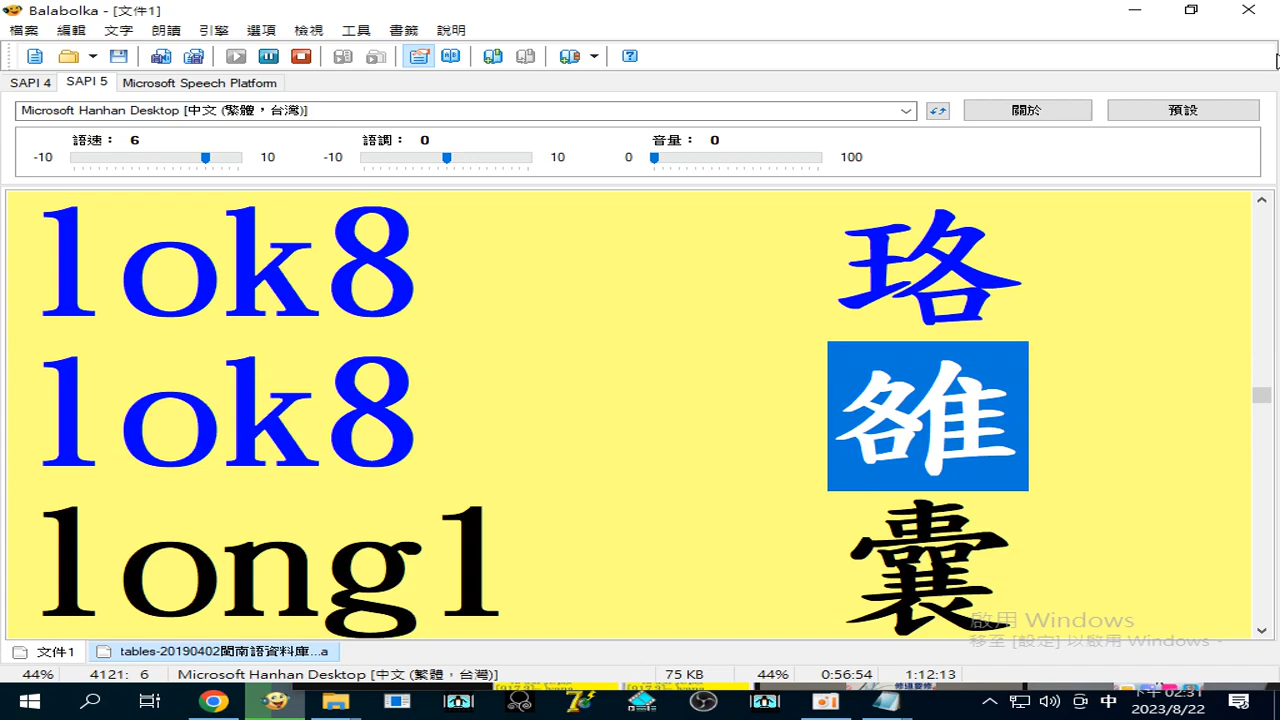 Balabolka - [文件1]
檔案 編輯 文字 朗讀 引擎 選項 檢視 工具 書籤 說明
SAPI 4 SAPI 5 Microsoft Speech Platform
Microsoft Hanhan Desktop [中文 (繁體，台灣)] 關於 預設
語速： 6 語調： 0 音量： 0
-10 10 -10 10 0 100
lok8 珞
lok8 雒
long1 囊
啟用 Windows
移至 [設定] 以啟用 Windows。
文件1 tables-20190402閩南語資料庫...a
44% 4121: 6 Microsoft Hanhan Desktop [中文 (繁體，台灣)] 75 KB 44% 0:56:54 1:12:13
中 下午 02:31
2023/8/22